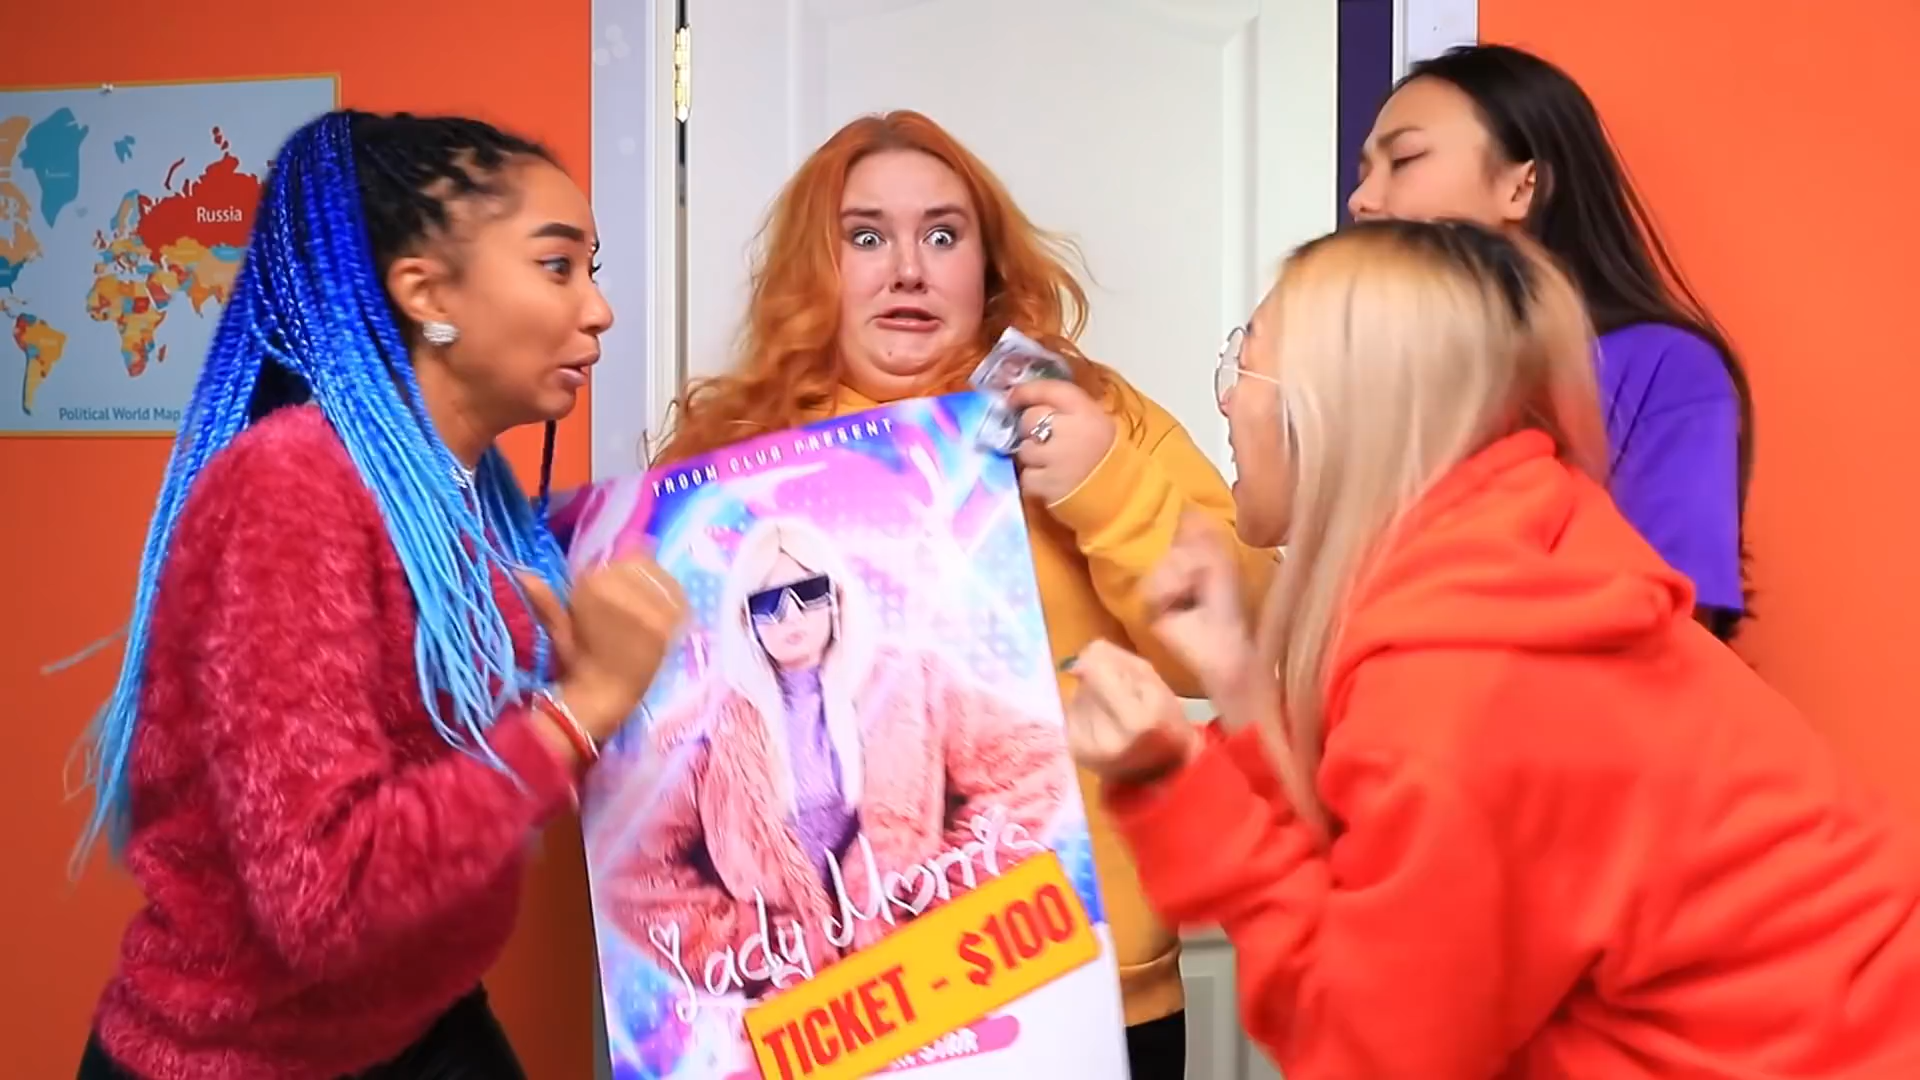 Russia
Political World Map
TROOM CLUB PRESENT
Lady Morris
TICKET - $100